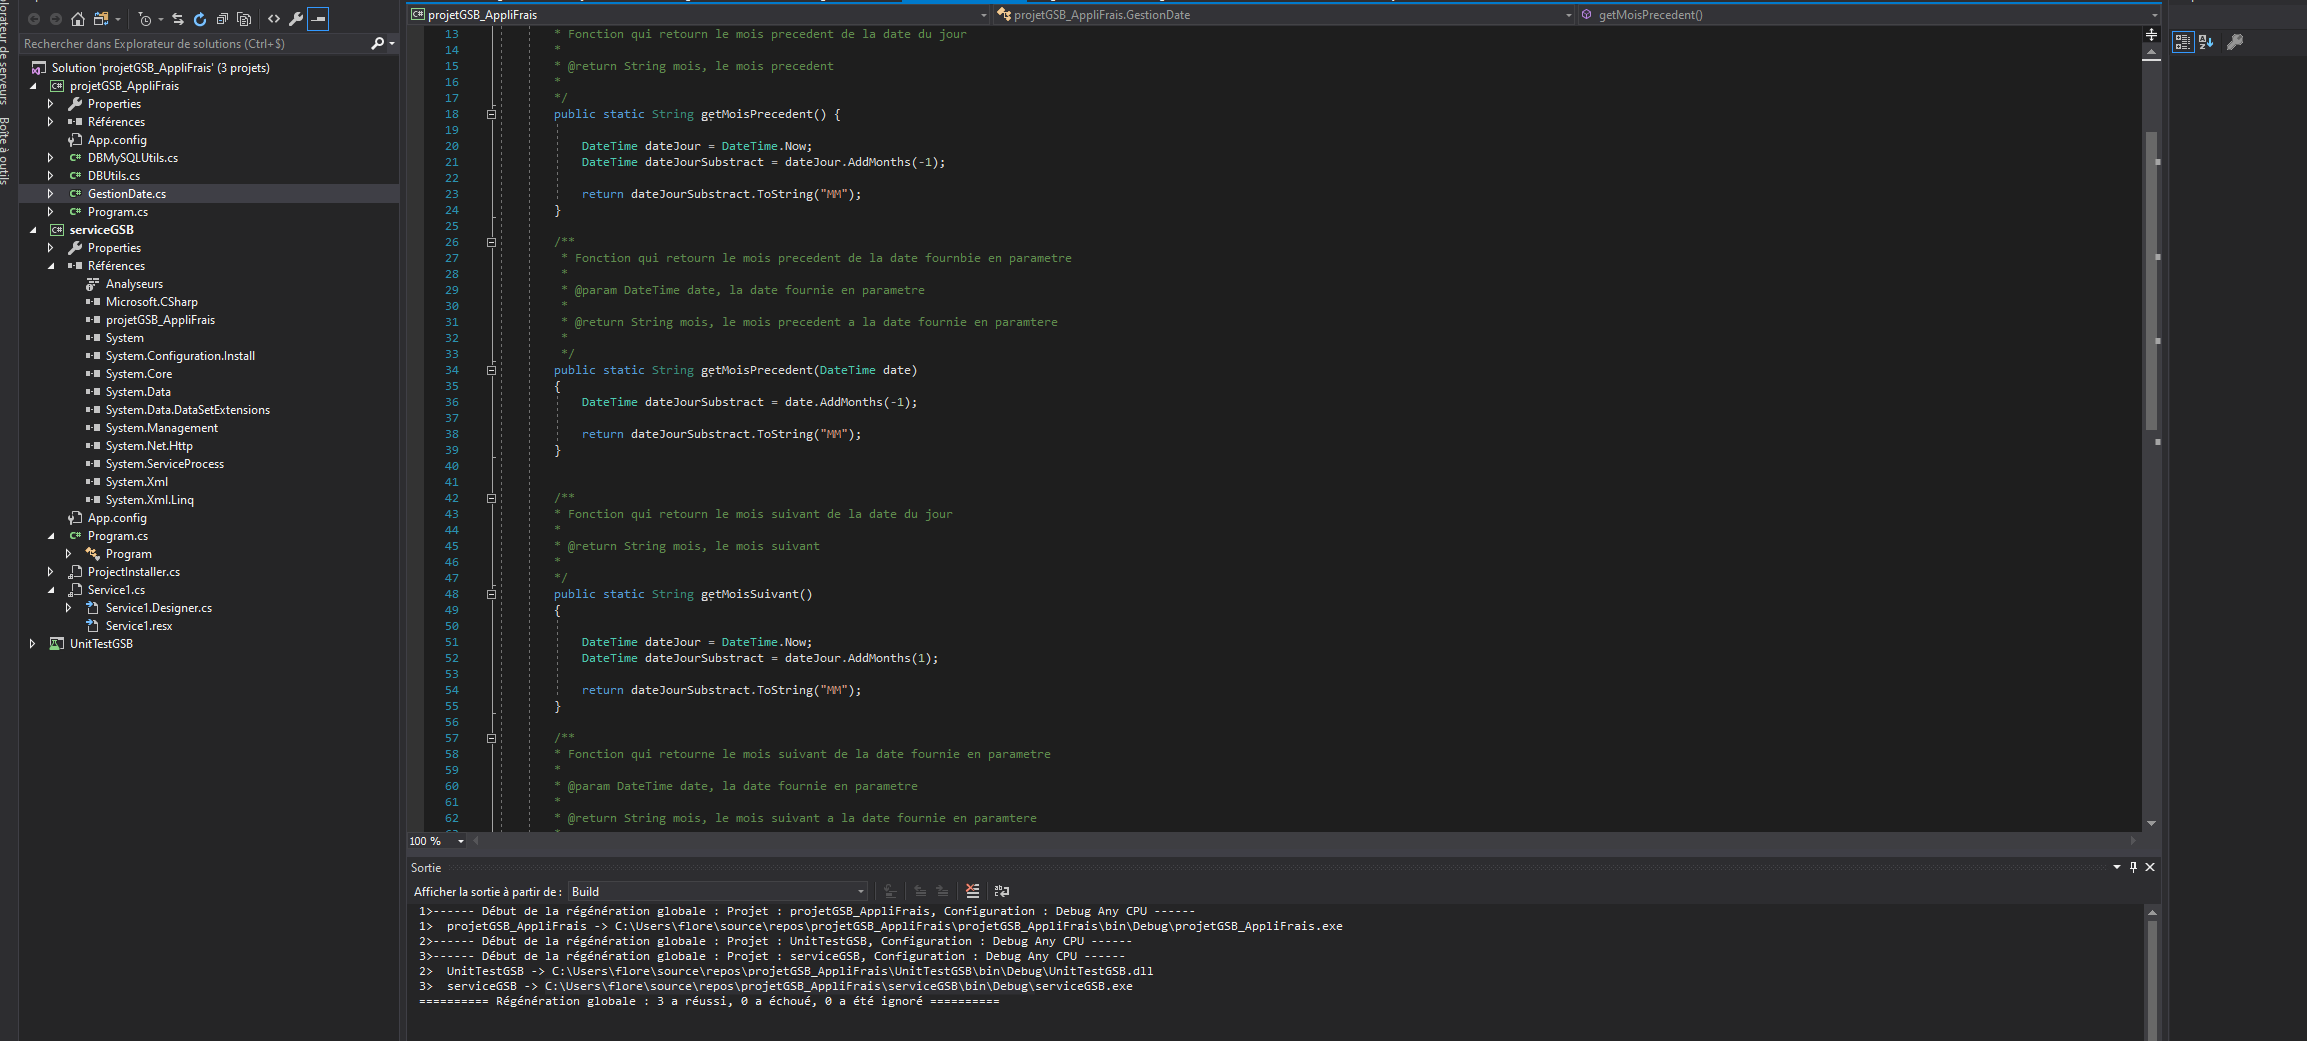 plorateur de serveurs
Boîte à outils
Rechercher dans Explorateur de solutions (Ctrl+$)
Solution 'projetGSB_AppliFrais' (3 projets)
C# projetGSB_AppliFrais
Properties
Références
App.config
C# DBMySQLUtils.cs
C# DBUtils.cs
C# GestionDate.cs
C# Program.cs
C# serviceGSB
Properties
Références
Analyseurs
Microsoft.CSharp
projetGSB_AppliFrais
System
System.Configuration.Install
System.Core
System.Data
System.Data.DataSetExtensions
System.Management
System.Net.Http
System.ServiceProcess
System.Xml
System.Xml.Linq
App.config
C# Program.cs
Program
ProjectInstaller.cs
Service1.cs
Service1.Designer.cs
Service1.resx
UnitTestGSB
C# projetGSB_AppliFrais
projetGSB_AppliFrais.GestionDate
getMoisPrecedent()
13 * Fonction qui retourn le mois precedent de la date du jour
14 *
15 * @return String mois, le mois precedent
16 *
17 */
18 public static String getMoisPrecedent() {
19
20 DateTime dateJour = DateTime.Now;
21 DateTime dateJourSubstract = dateJour.AddMonths(-1);
22
23 return dateJourSubstract.ToString("MM");
24 }
25
26 /**
27 * Fonction qui retourn le mois precedent de la date fournbie en parametre
28 *
29 * @param DateTime date, la date fournie en parametre
30 *
31 * @return String mois, le mois precedent a la date fournie en paramtere
32 *
33 */
34 public static String getMoisPrecedent(DateTime date)
35 {
36 DateTime dateJourSubstract = date.AddMonths(-1);
37
38 return dateJourSubstract.ToString("MM");
39 }
40
41
42 /**
43 * Fonction qui retourn le mois suivant de la date du jour
44 *
45 * @return String mois, le mois suivant
46 *
47 */
48 public static String getMoisSuivant()
49 {
50
51 DateTime dateJour = DateTime.Now;
52 DateTime dateJourSubstract = dateJour.AddMonths(1);
53
54 return dateJourSubstract.ToString("MM");
55 }
56
57 /**
58 * Fonction qui retourne le mois suivant de la date fournie en parametre
59 *
60 * @param DateTime date, la date fournie en parametre
61 *
62 * @return String mois, le mois suivant a la date fournie en paramtere
100 %
Sortie
Afficher la sortie à partir de : Build
1>------ Début de la régénération globale : Projet : projetGSB_AppliFrais, Configuration : Debug Any CPU ------
1> projetGSB_AppliFrais -> C:\Users\flore\source\repos\projetGSB_AppliFrais\projetGSB_AppliFrais\bin\Debug\projetGSB_AppliFrais.exe
2>------ Début de la régénération globale : Projet : UnitTestGSB, Configuration : Debug Any CPU ------
3>------ Début de la régénération globale : Projet : serviceGSB, Configuration : Debug Any CPU ------
2> UnitTestGSB -> C:\Users\flore\source\repos\projetGSB_AppliFrais\UnitTestGSB\bin\Debug\UnitTestGSB.dll
3> serviceGSB -> C:\Users\flore\source\repos\projetGSB_AppliFrais\serviceGSB\bin\Debug\serviceGSB.exe
========== Régénération globale : 3 a réussi, 0 a échoué, 0 a été ignoré ==========